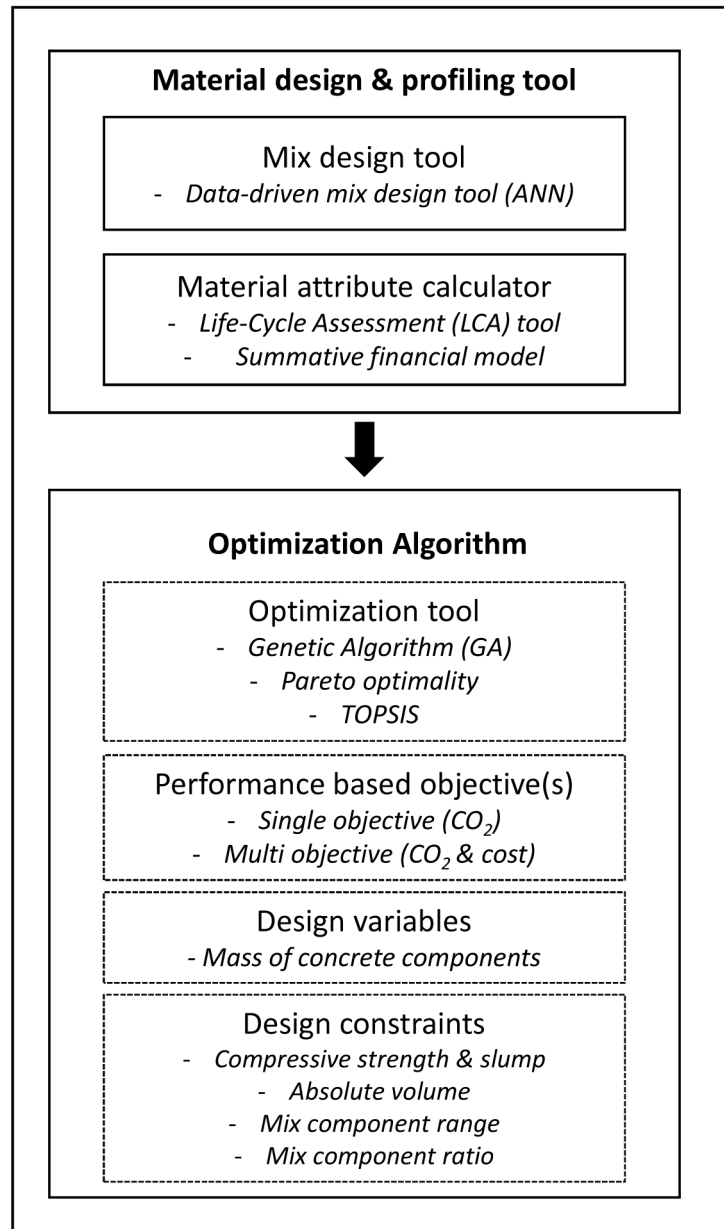 Material design & profiling tool
Mix design tool
- Data-driven mix design tool (ANN)
Material attribute calculator
- Life-Cycle Assessment (LCA) tool
- Summative financial model
Optimization Algorithm
Optimization tool
- Genetic Algorithm (GA)
- Pareto optimality
- TOPSIS
Performance based objective(s)
- Single objective (CO₂)
- Multi objective (CO₂ & cost)
Design variables
- Mass of concrete components
Design constraints
- Compressive strength & slump
- Absolute volume
- Mix component range
- Mix component ratio